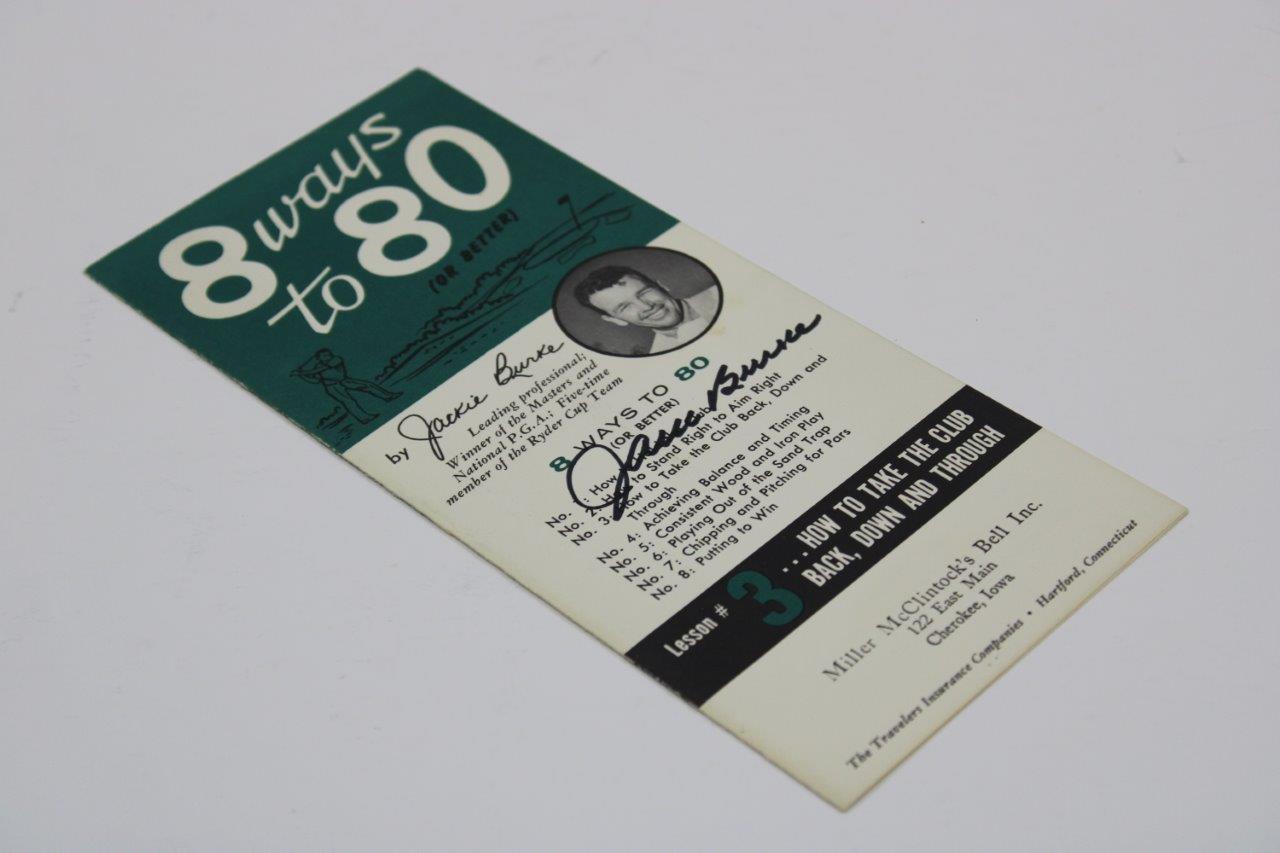 8 ways
to 80
(OR BETTER)
by Jackie Burke
Leading professional;
Winner of the Masters and
National P.G.A.; Five-time
member of the Ryder Cup Team
8 WAYS TO 80
(OR BETTER)
Jack Burke
No. 1: How
No. 2: How to Stand Right to Aim Right
No. 3: How to Take the Club Back, Down and
Through
No. 4: Achieving Balance and Timing
No. 5: Consistent Wood and Iron Play
No. 6: Playing Out of the Sand Trap
No. 7: Chipping and Pitching for Pars
No. 8: Putting to Win
Lesson # 3 ...HOW TO TAKE THE CLUB
BACK, DOWN AND THROUGH
Miller McClintock's Bell Inc.
122 East Main
Cherokee, Iowa
The Travelers Insurance Companies • Hartford, Connecticut